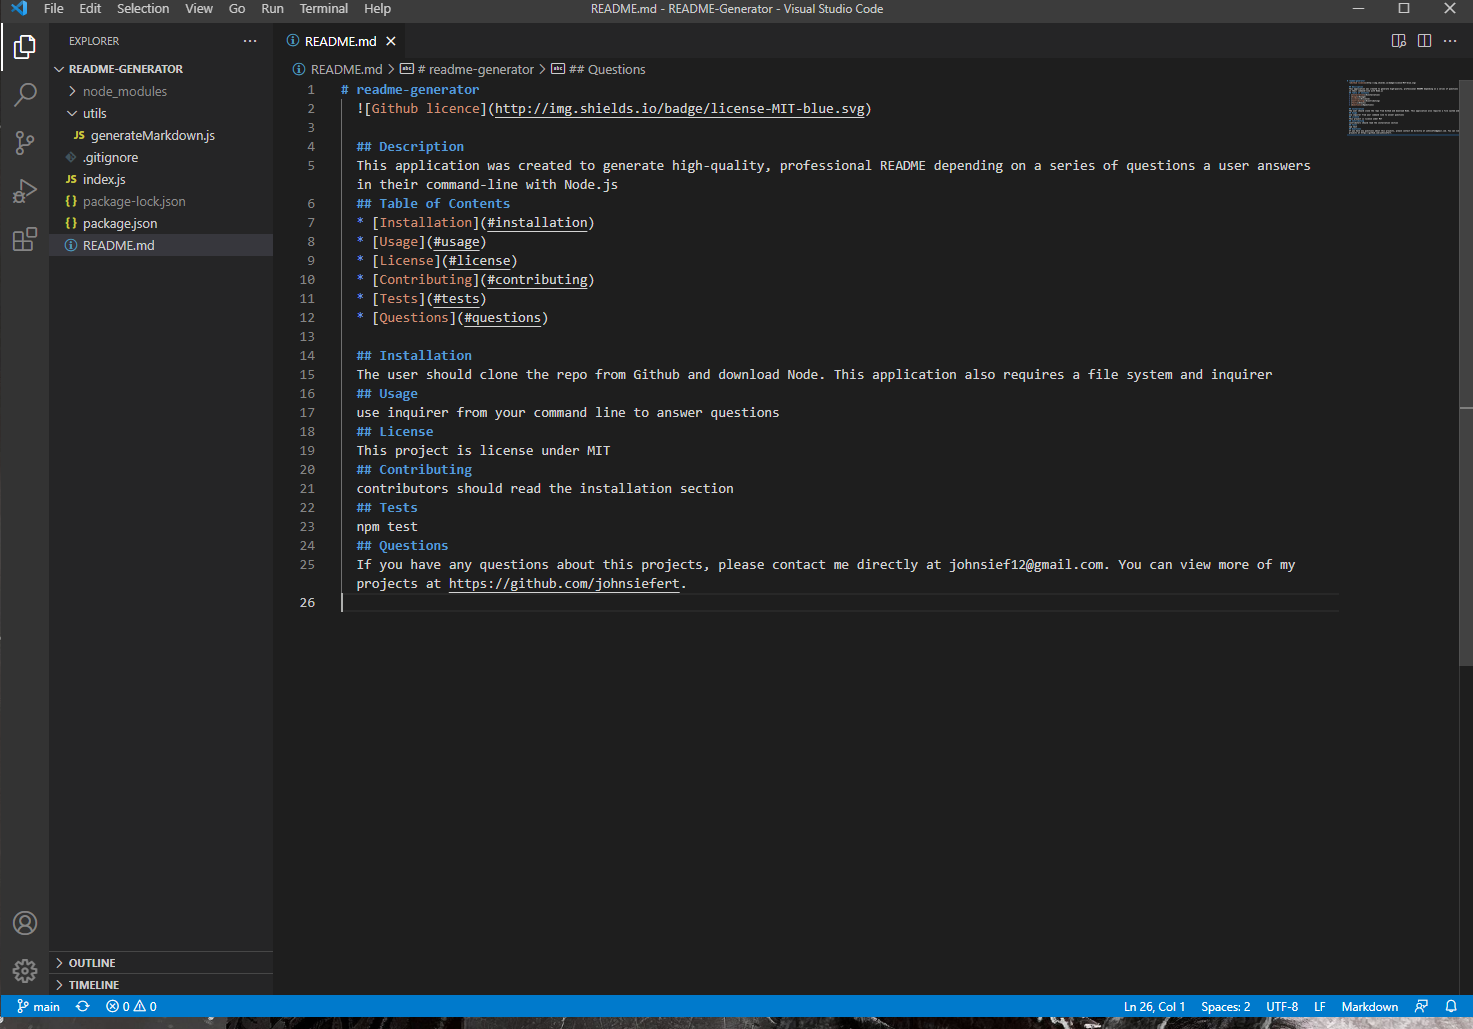 File Edit Selection View Go Run Terminal Help README.md - README-Generator - Visual Studio Code
EXPLORER
README-GENERATOR
node_modules
utils
JS generateMarkdown.js
.gitignore
JS index.js
{} package-lock.json
{} package.json
README.md
README.md
README.md > # readme-generator > ## Questions
1 # readme-generator
2 ![Github licence](http://img.shields.io/badge/license-MIT-blue.svg)
3
4 ## Description
5 This application was created to generate high-quality, professional README depending on a series of questions a user answers
in their command-line with Node.js
6 ## Table of Contents
7 * [Installation](#installation)
8 * [Usage](#usage)
9 * [License](#license)
10 * [Contributing](#contributing)
11 * [Tests](#tests)
12 * [Questions](#questions)
13
14 ## Installation
15 The user should clone the repo from Github and download Node. This application also requires a file system and inquirer
16 ## Usage
17 use inquirer from your command line to answer questions
18 ## License
19 This project is license under MIT
20 ## Contributing
21 contributors should read the installation section
22 ## Tests
23 npm test
24 ## Questions
25 If you have any questions about this projects, please contact me directly at johnsief12@gmail.com. You can view more of my
projects at https://github.com/johnsiefert.
26
OUTLINE
TIMELINE
main 0 0 Ln 26, Col 1 Spaces: 2 UTF-8 LF Markdown